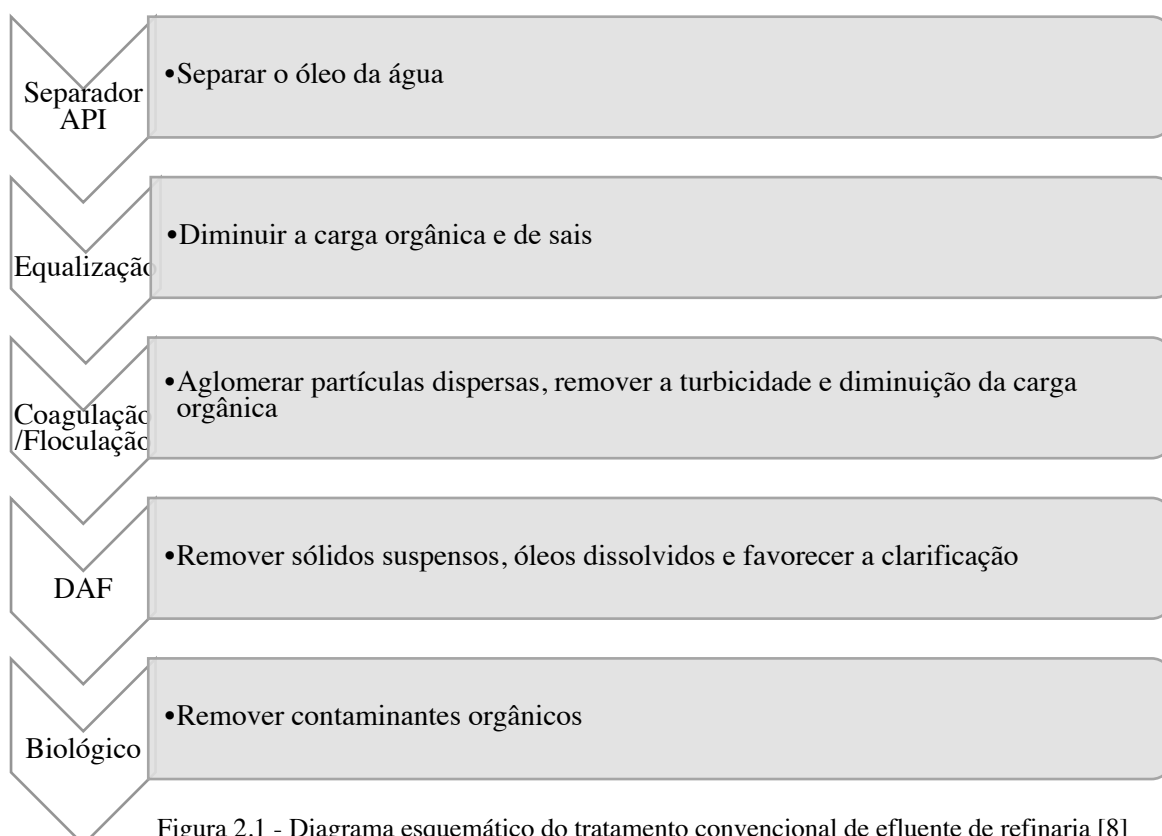 Separador
API
•Separar o óleo da água
Equalização
•Diminuir a carga orgânica e de sais
Coagulação
/Floculação
•Aglomerar partículas dispersas, remover a turbicidade e diminuição da carga
orgânica
DAF
•Remover sólidos suspensos, óleos dissolvidos e favorecer a clarificação
Biológico
•Remover contaminantes orgânicos
Figura 2.1 - Diagrama esquemático do tratamento convencional de efluente de refinaria [8]